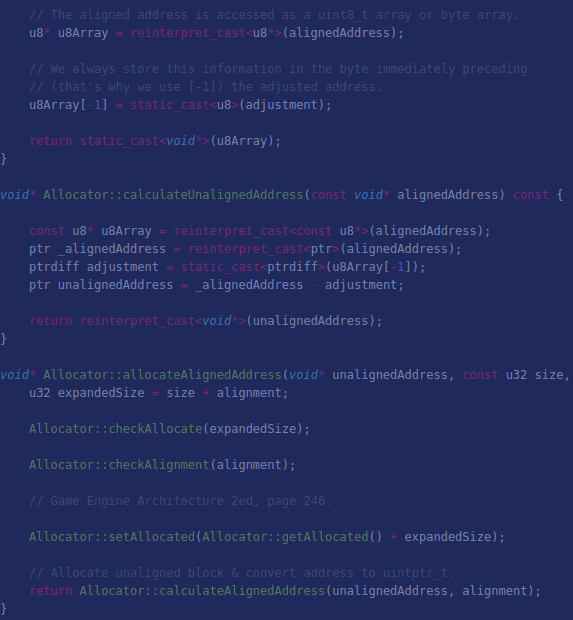 // The aligned address is accessed as a uint8_t array or byte array.
u8* u8Array = reinterpret_cast<u8*>(alignedAddress);
// We always store this information in the byte immediately preceding
// (that's why we use [-1]) the adjusted address.
u8Array[-1] = static_cast<u8>(adjustment);
return static_cast<void*>(u8Array);
}
void* Allocator::calculateUnalignedAddress(const void* alignedAddress) const {
const u8* u8Array = reinterpret_cast<const u8*>(alignedAddress);
ptr _alignedAddress = reinterpret_cast<ptr>(alignedAddress);
ptrdiff adjustment = static_cast<ptrdiff>(u8Array[-1]);
ptr unalignedAddress = _alignedAddress - adjustment;
return reinterpret_cast<void*>(unalignedAddress);
}
void* Allocator::allocateAlignedAddress(void* unalignedAddress, const u32 size,
u32 expandedSize = size + alignment;
Allocator::checkAllocate(expandedSize);
Allocator::checkAlignment(alignment);
// Game Engine Architecture 2ed, page 246.
Allocator::setAllocated(Allocator::getAllocated() + expandedSize);
// Allocate unaligned block & convert address to uintptr_t.
return Allocator::calculateAlignedAddress(unalignedAddress, alignment);
}